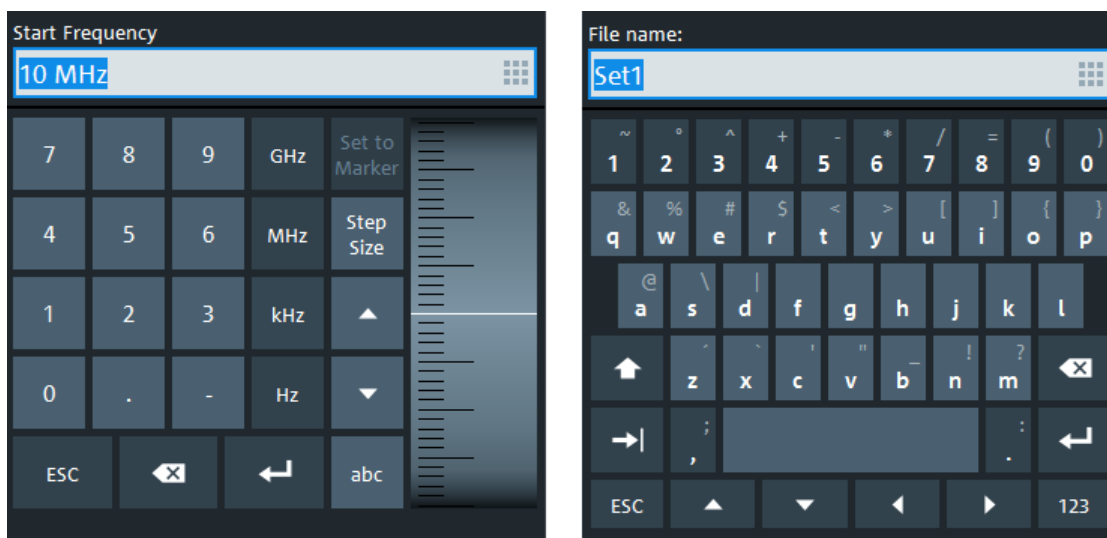 Start Frequency
10 MHz
7 8 9 GHz Set to Marker
4 5 6 MHz Step Size
1 2 3 kHz
0 . - Hz
ESC abc
File name:
Set1
~ ° ^ + - * / = ( )
1 2 3 4 5 6 7 8 9 0
& % # $ < > [ ] { }
q w e r t y u i o p
@ \ |
a s d f g h j k l
´ ` ' " _ ! ?
z x c v b n m
; :
, .
ESC 123